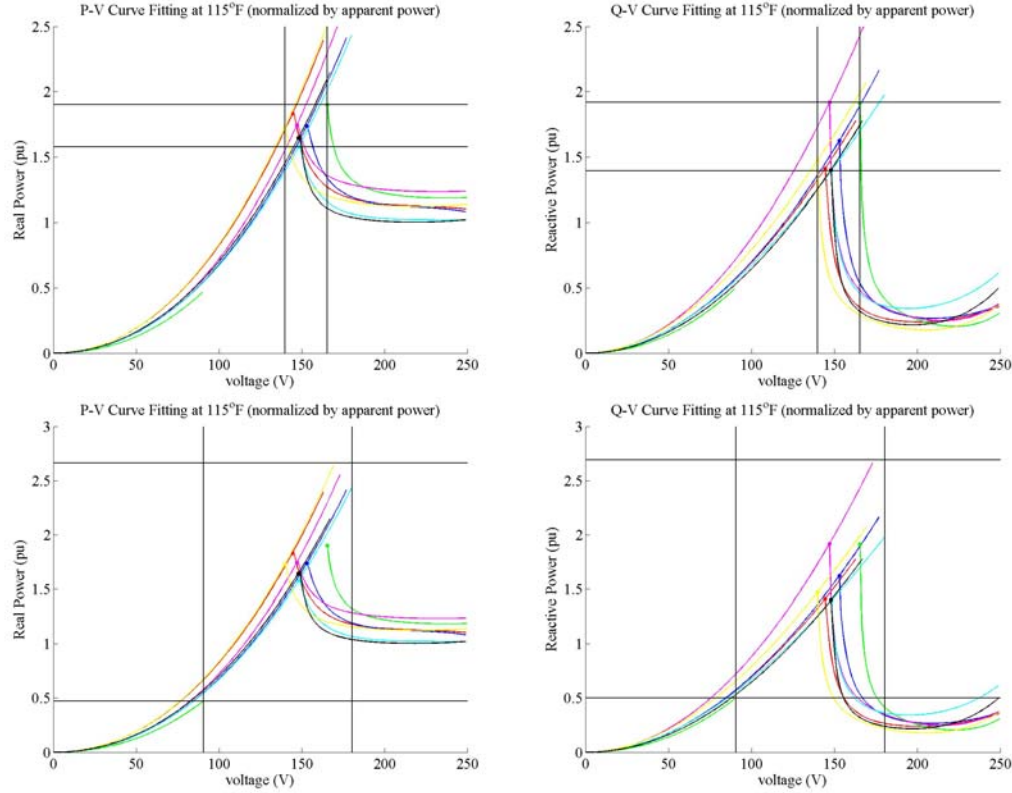 P-V Curve Fitting at 115°F (normalized by apparent power)
2.5
2
1.5
1
0.5
0
Real Power (pu)
0 50 100 150 200 250
voltage (V)
Q-V Curve Fitting at 115°F (normalized by apparent power)
2.5
2
1.5
1
0.5
0
Reactive Power (pu)
0 50 100 150 200 250
voltage (V)
P-V Curve Fitting at 115°F (normalized by apparent power)
3
2.5
2
1.5
1
0.5
0
Real Power (pu)
0 50 100 150 200 250
voltage (V)
Q-V Curve Fitting at 115°F (normalized by apparent power)
3
2.5
2
1.5
1
0.5
0
Reactive Power (pu)
0 50 100 150 200 250
voltage (V)